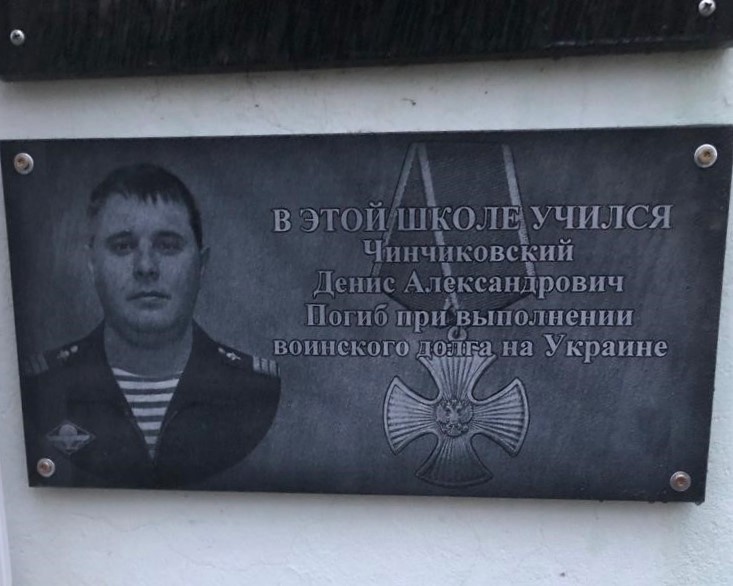 В ЭТОЙ ШКОЛЕ УЧИЛСЯ
Чинчиковский
Денис Александрович
Погиб при выполнении
воинского долга на Украине